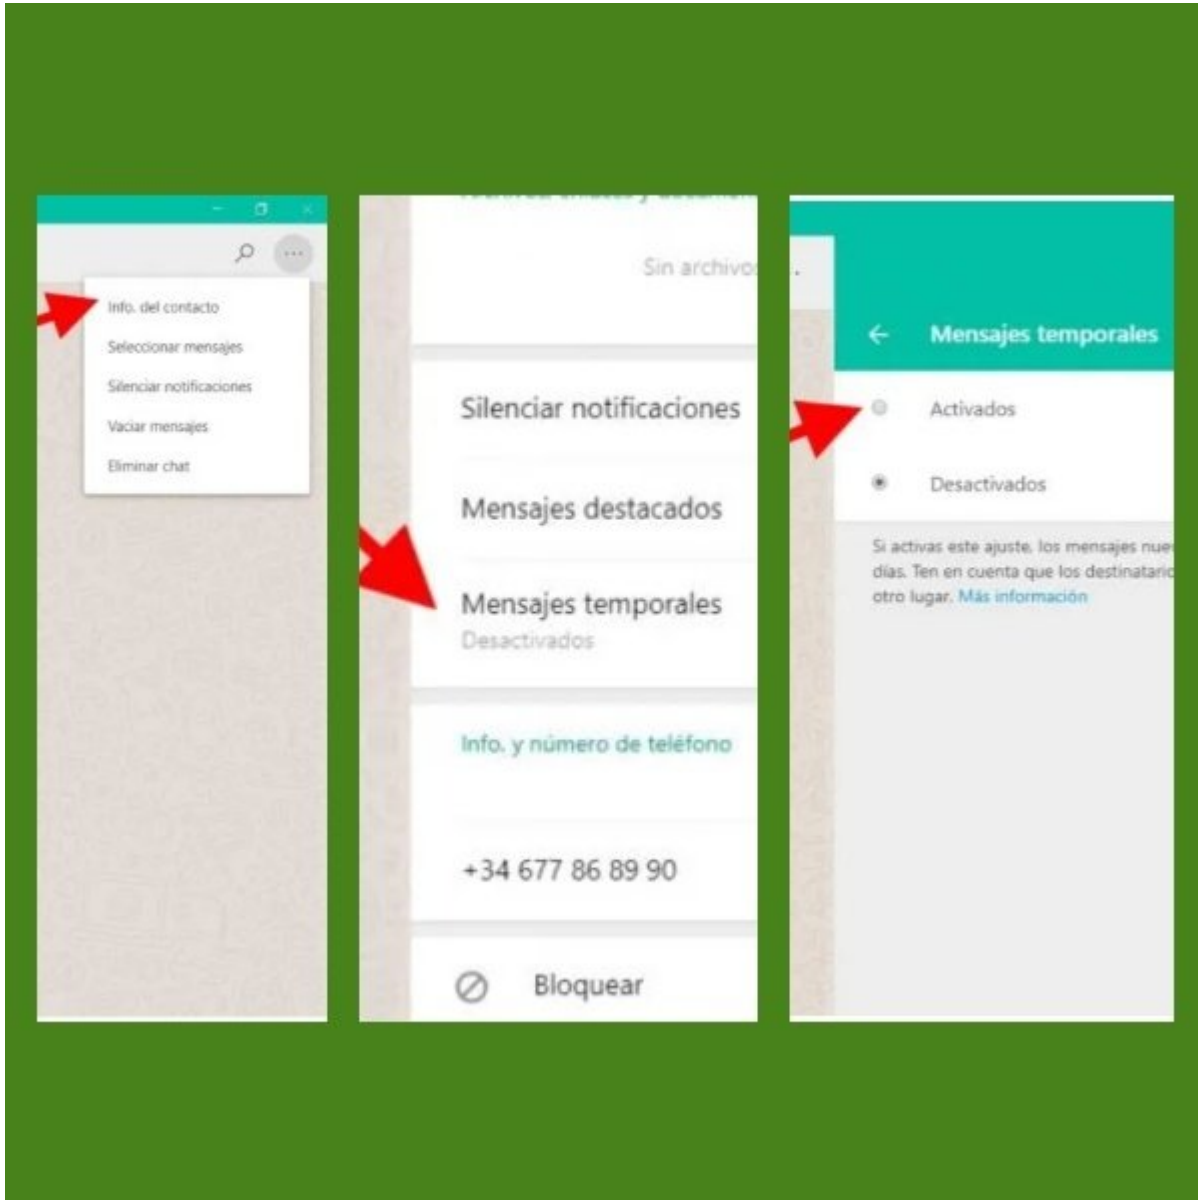 Info. del contacto
Seleccionar mensajes
Silenciar notificaciones
Vaciar mensajes
Eliminar chat
Sin archivos
Silenciar notificaciones
Mensajes destacados
Mensajes temporales
Desactivados
Info. y número de teléfono
+34 677 86 89 90
Bloquear
Mensajes temporales
Activados
Desactivados
Si activas este ajuste, los mensajes
días. Ten en cuenta que los
otro lugar. Más información